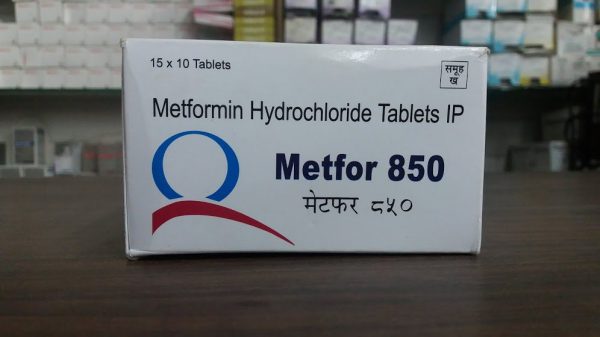 15 x 10 Tablets
समूह
ख
Metformin Hydrochloride Tablets IP
Metfor 850
मेटफर ८५०